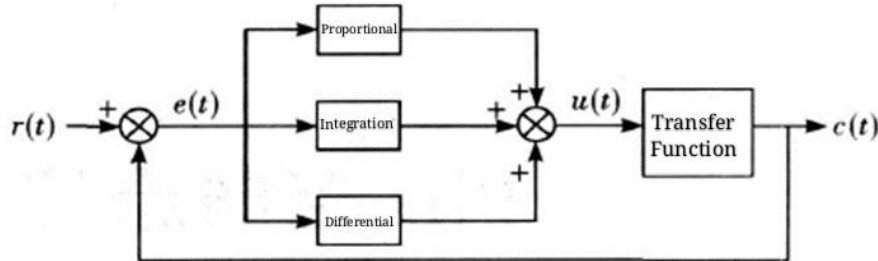 Proportional
+
+
r(t)
+
e(t)
Integration
+
u(t)
Transfer
Function
c(t)
+
Differential